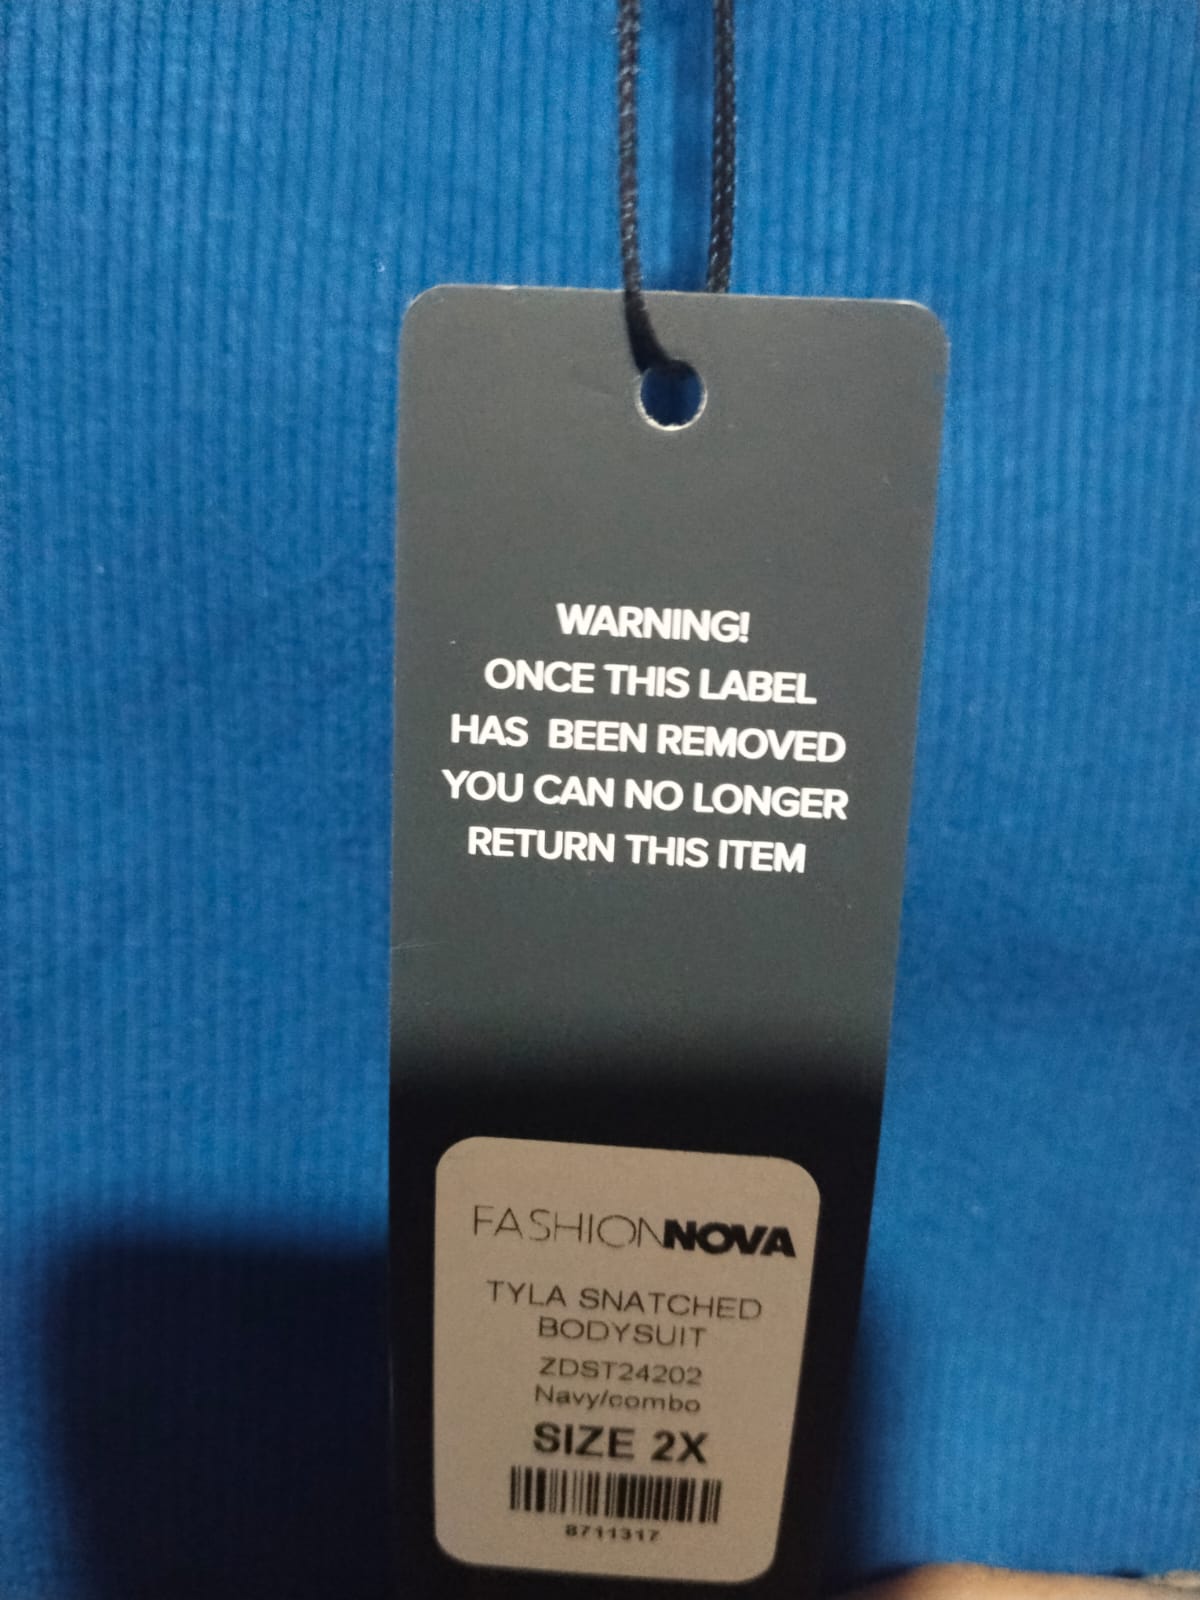 WARNING!
ONCE THIS LABEL
HAS BEEN REMOVED
YOU CAN NO LONGER
RETURN THIS ITEM
FASHIONNOVA
TYLA SNATCHED
BODYSUIT
ZDST24202
Navy/combo
SIZE 2X
8711317